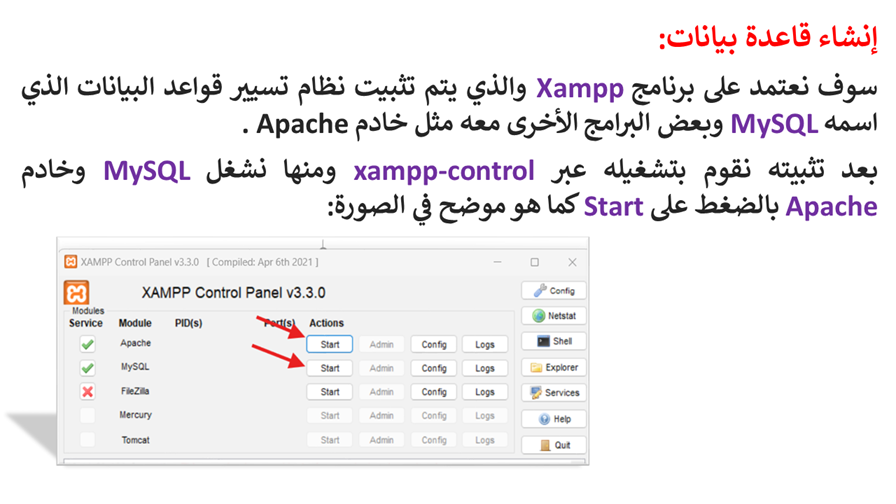 إنشاء قاعدة بيانات:
سوف نعتمد على برنامج Xampp والذي يتم تثبيت نظام تسيير قواعد البيانات الذي
اسمه MySQL وبعض البرامج الأخرى معه مثل خادم Apache .
بعد تثبيته نقوم بتشغيله عبر xampp-control ومنها نشغل MySQL وخادم
Apache بالضغط على Start كما هو موضح في الصورة:
XAMPP Control Panel v3.3.0 [ Compiled: Apr 6th 2021 ]
XAMPP Control Panel v3.3.0
Config
Modules
Netstat
Service Module PID(s) Port(s) Actions
Apache Start Admin Config Logs
Shell
MySQL Start Admin Config Logs
Explorer
FileZilla Start Admin Config Logs
Services
Mercury Start Admin Config Logs
Help
Tomcat Start Admin Config Logs
Quit